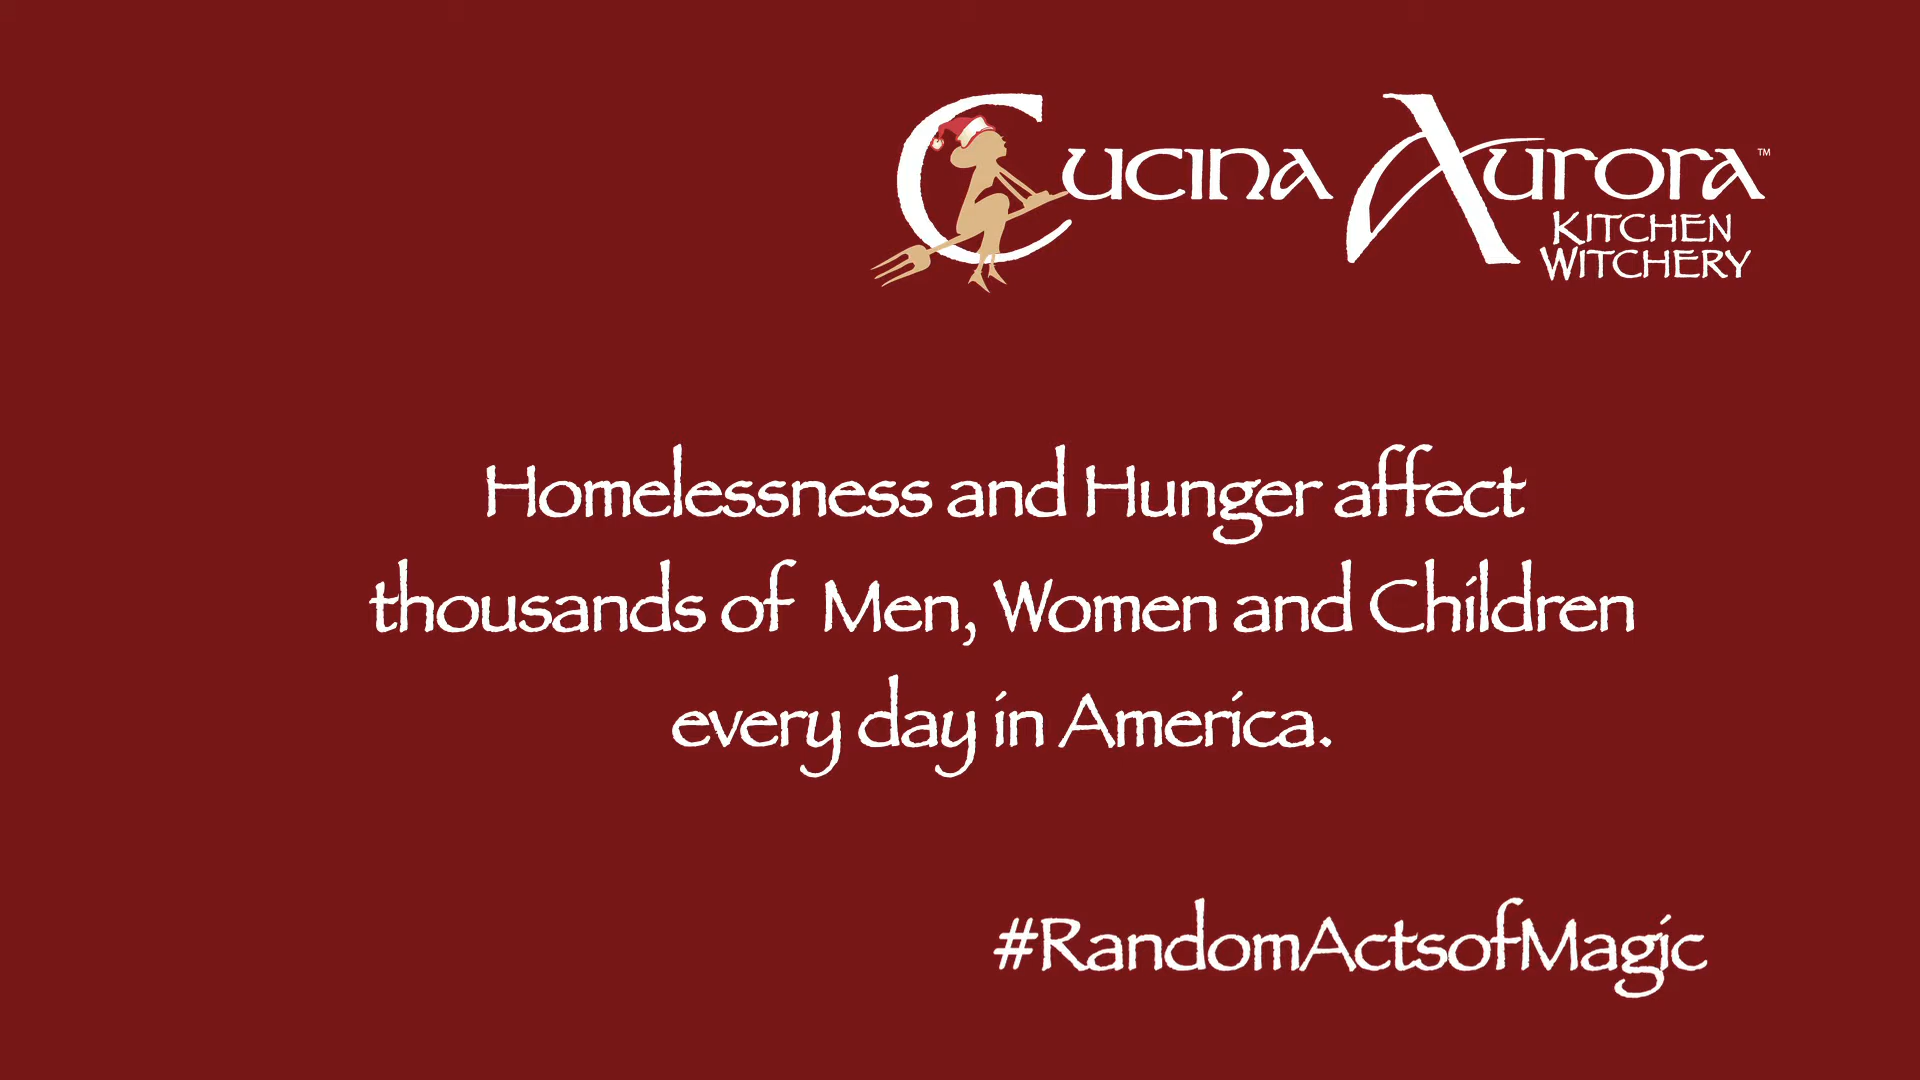 Cucina Aurora™
Kitchen
Witchery
Homelessness and Hunger affect
thousands of Men, Women and Children
every day in America.
#RandomActsofMagic